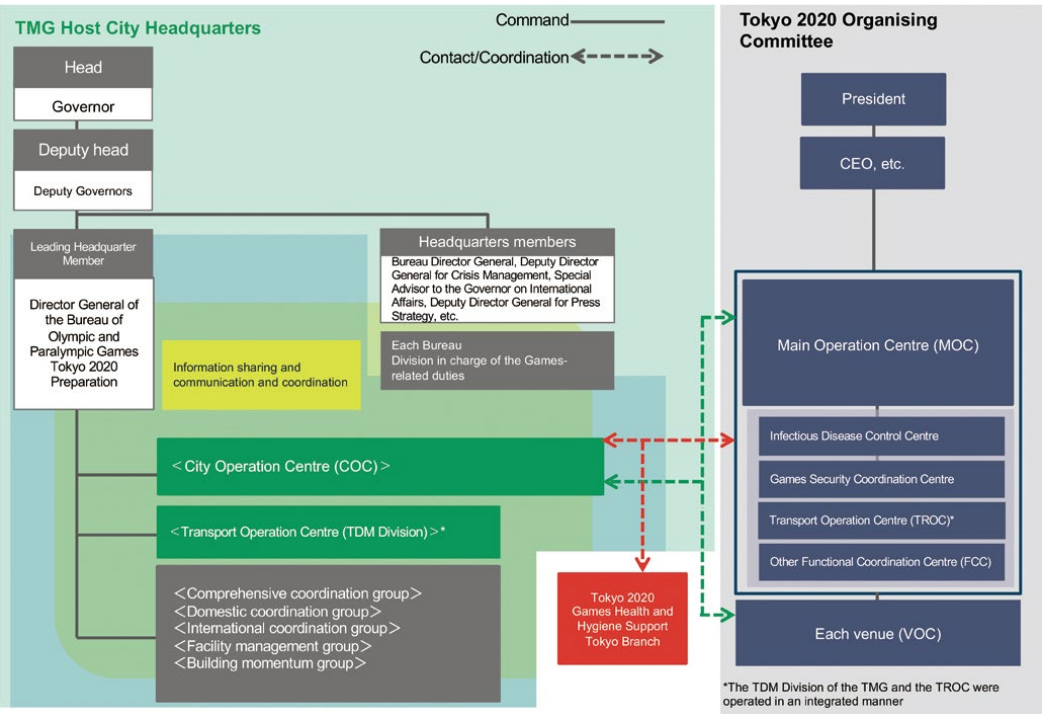 TMG Host City Headquarters
Command
Contact/Coordination
Head
Governor
Deputy head
Deputy Governors
Leading Headquarter
Member
Director General of
the Bureau of
Olympic and
Paralympic Games
Tokyo 2020
Preparation
Headquarters members
Bureau Director General, Deputy Director
General for Crisis Management, Special
Advisor to the Governor on International
Affairs, Deputy Director General for Press
Strategy, etc.
Each Bureau
Division in charge of the Games-
related duties
Information sharing and
communication and coordination
<City Operation Centre (COC)>
<Transport Operation Centre (TDM Division)>*
<Comprehensive coordination group>
<Domestic coordination group>
<International coordination group>
<Facility management group>
<Building momentum group>
Tokyo 2020
Games Health and
Hygiene Support
Tokyo Branch
Tokyo 2020 Organising
Committee
President
CEO, etc.
Main Operation Centre (MOC)
Infectious Disease Control Centre
Games Security Coordination Centre
Transport Operation Centre (TROC)*
Other Functional Coordination Centre (FCC)
Each venue (VOC)
*The TDM Division of the TMG and the TROC were
operated in an integrated manner